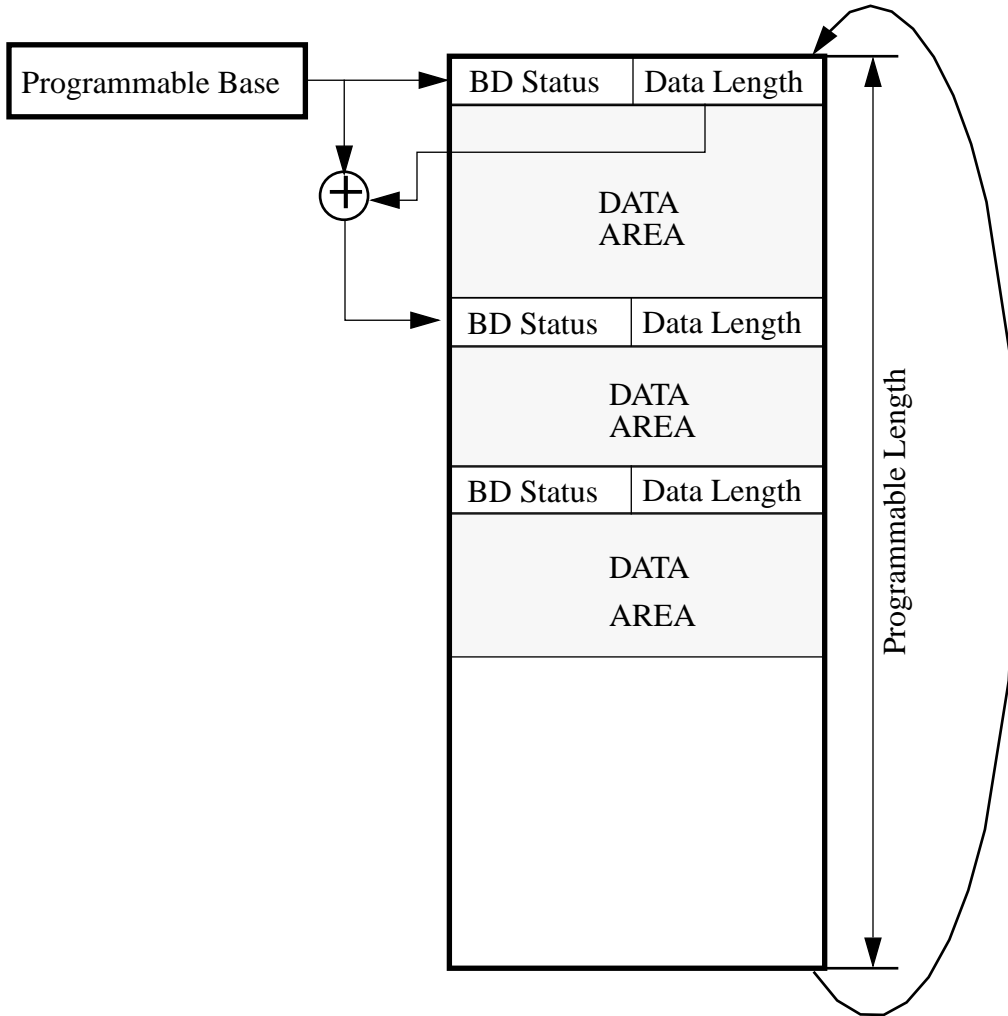 Programmable Base
BD Status Data Length
DATA
AREA
BD Status Data Length
DATA
AREA
BD Status Data Length
DATA
AREA
Programmable Length